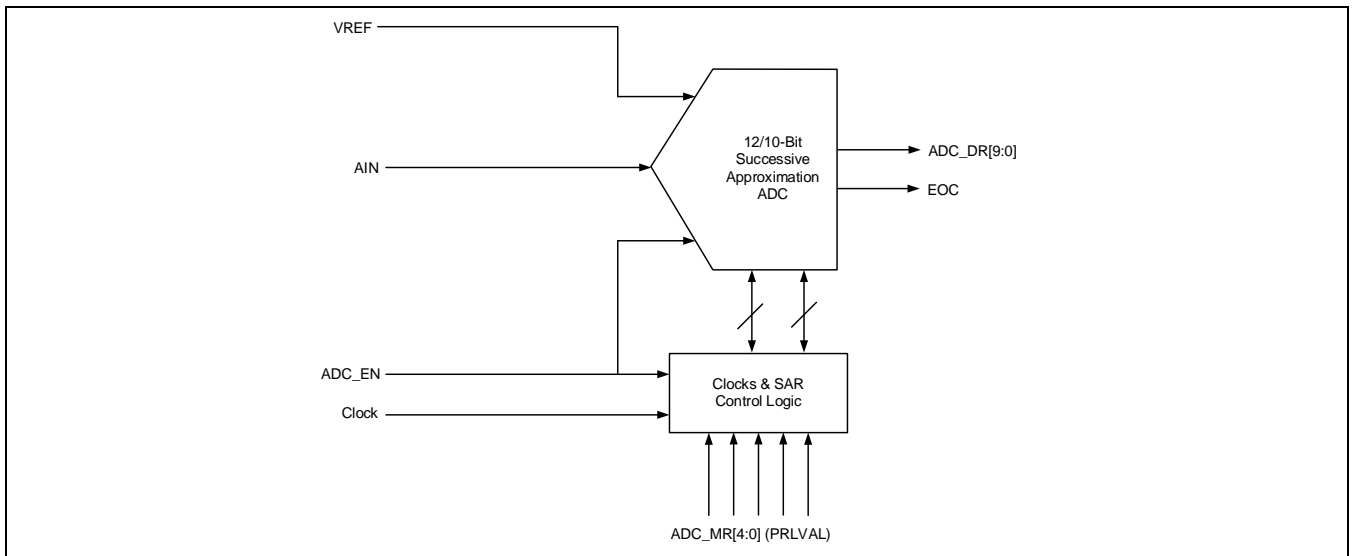 VREF
12/10-Bit
Successive
Approximation
ADC
ADC_DR[9:0]
AIN
EOC
ADC_EN
Clocks & SAR
Control Logic
Clock
ADC_MR[4:0] (PRLVAL)